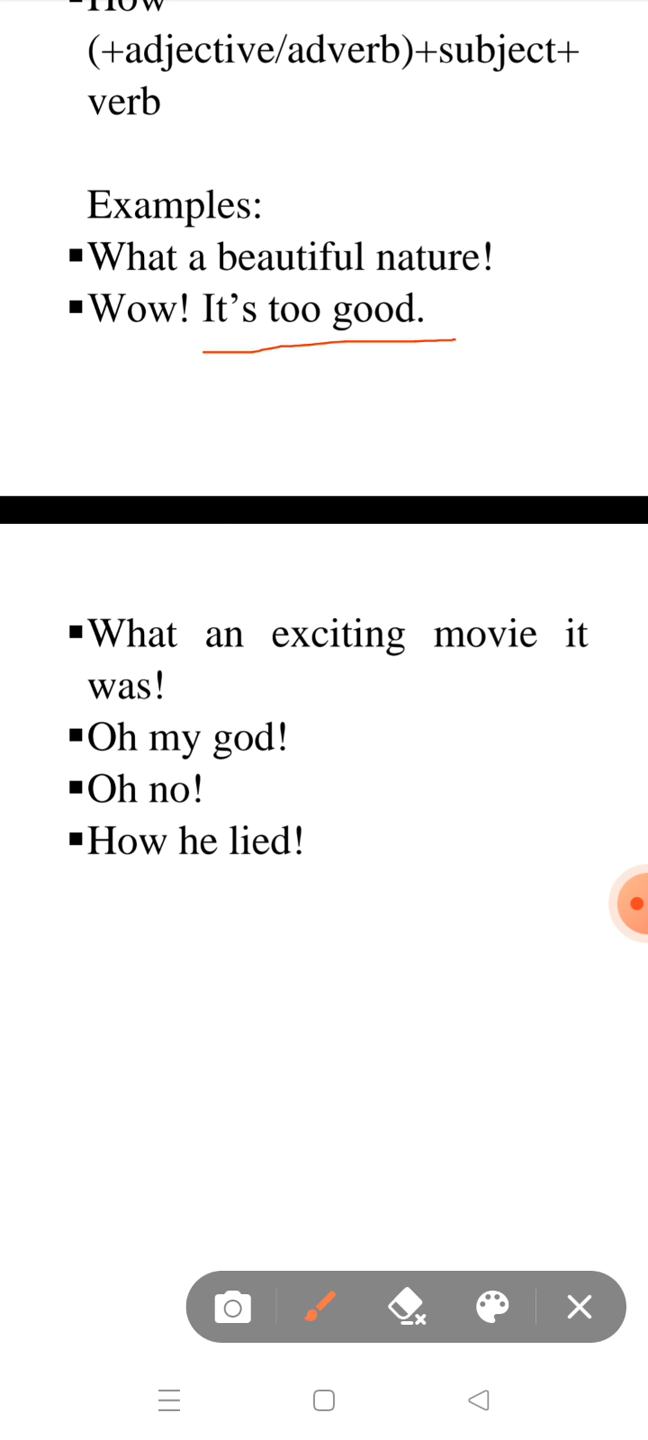 -How
(+adjective/adverb)+subject+
verb
Examples:
▪What a beautiful nature!
▪Wow! It’s too good.
▪What an exciting movie it
was!
▪Oh my god!
▪Oh no!
▪How he lied!